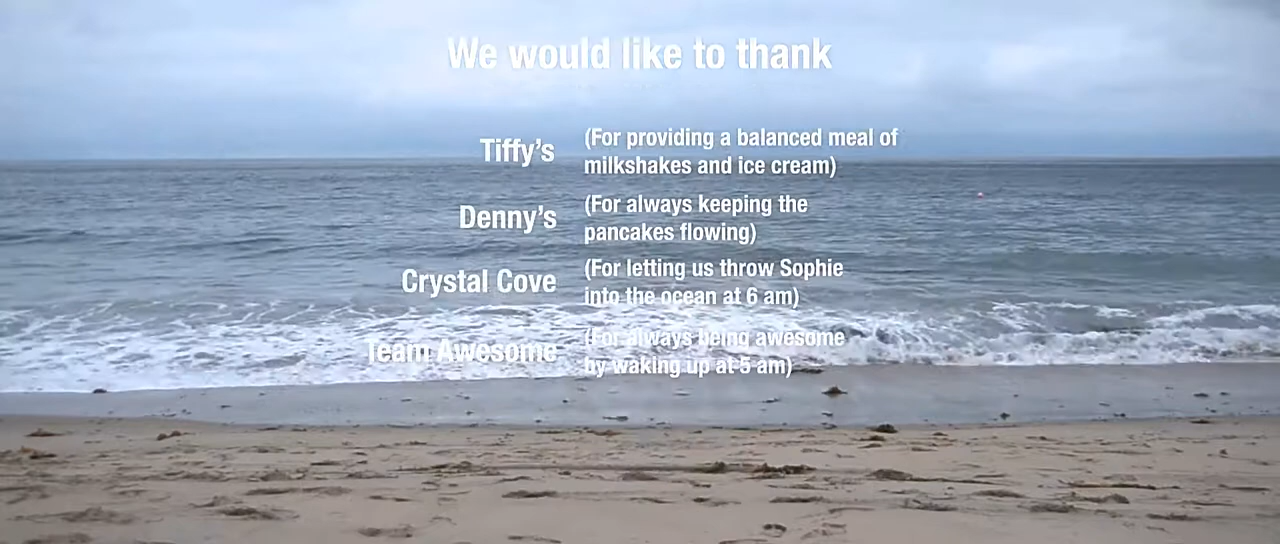 We would like to thank
Tiffy's (For providing a balanced meal of
milkshakes and ice cream)
Denny's (For always keeping the
pancakes flowing)
Crystal Cove (For letting us throw Sophie
into the ocean at 6 am)
Team Awesome (For always being awesome
by waking up at 5 am)